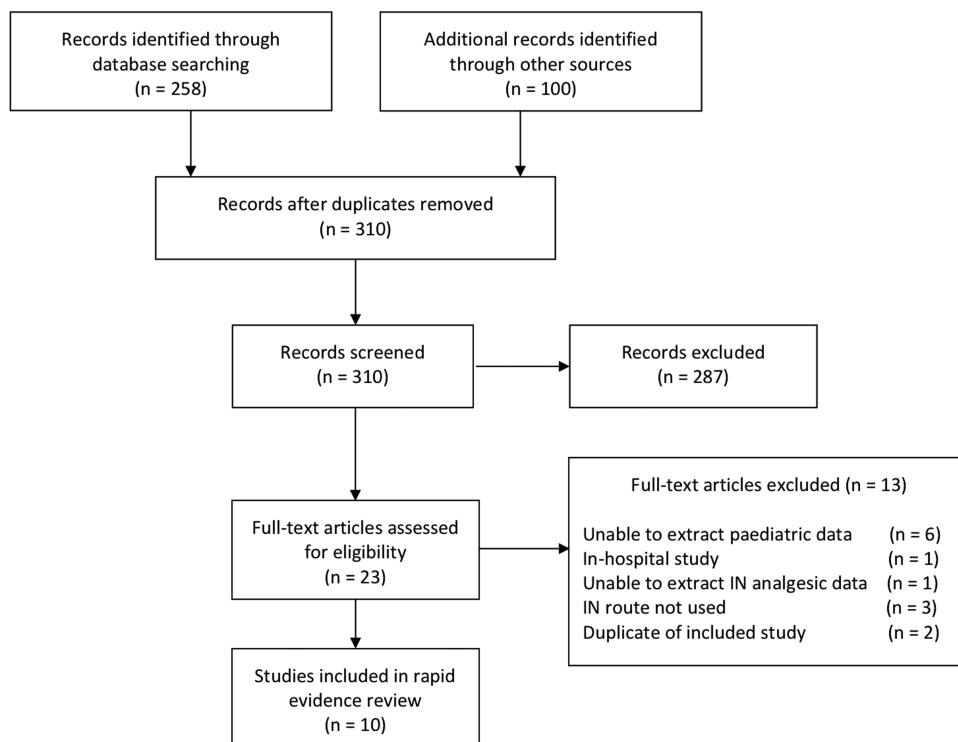 Records identified through
database searching
(n = 258)
Additional records identified
through other sources
(n = 100)
Records after duplicates removed
(n = 310)
Records screened
(n = 310)
Records excluded
(n = 287)
Full-text articles assessed
for eligibility
(n = 23)
Full-text articles excluded (n = 13)
Unable to extract paediatric data (n = 6)
In-hospital study (n = 1)
Unable to extract IN analgesic data (n = 1)
IN route not used (n = 3)
Duplicate of included study (n = 2)
Studies included in rapid
evidence review
(n = 10)